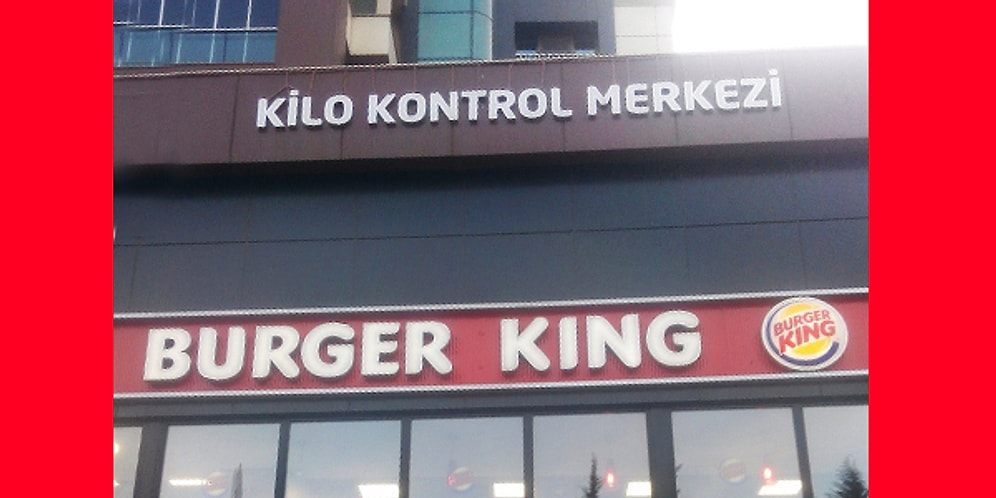 KİLO KONTROL MERKEZİ
BURGER KING
BURGER
KING